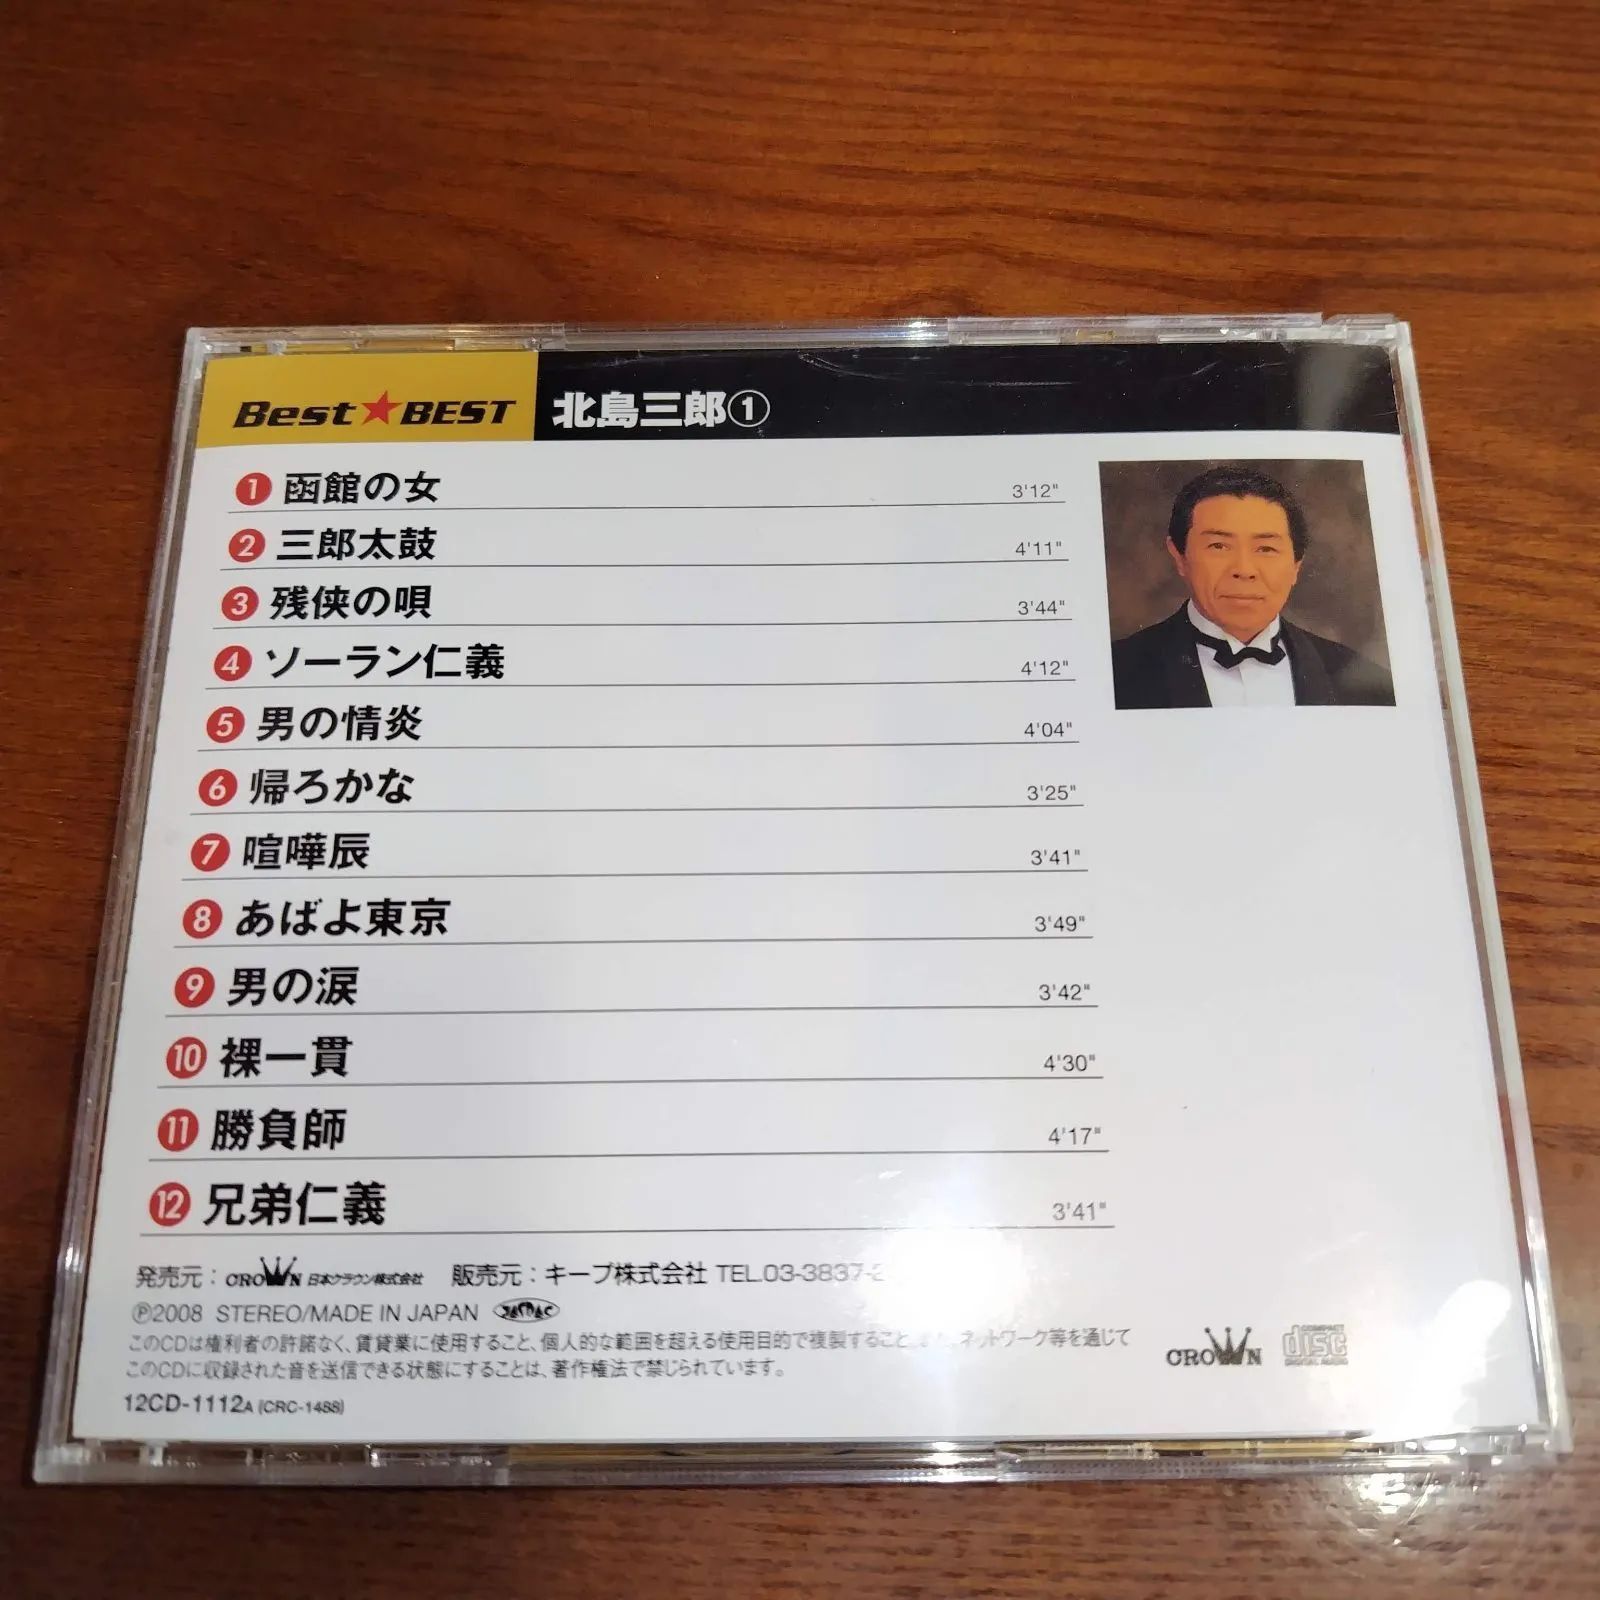 Best★BEST 北島三郎①
1 函館の女 3'12"
2 三郎太鼓 4'11"
3 残侠の唄 3'44"
4 ソーラン仁義 4'12"
5 男の情炎 4'04"
6 帰ろかな 3'25"
7 喧嘩辰 3'41"
8 あばよ東京 3'49"
9 男の涙 3'42"
10 裸一貫 4'30"
11 勝負師 4'17"
12 兄弟仁義 3'41"
発売元：CROWN 日本クラウン株式会社 販売元：キープ株式会社 TEL.03-3837-
Ⓟ2008 STEREO/MADE IN JAPAN JASRAC
このCDは権利者の許諾なく、賃貸業に使用すること、個人的な範囲を超える使用目的で複製すること、ネットワーク等を通じて
このCDに収録された音を送信できる状態にすることは、著作権法で禁じられています。
12CD-1112A (CRC-1488)
CROWN COMPACT disc DIGITAL AUDIO